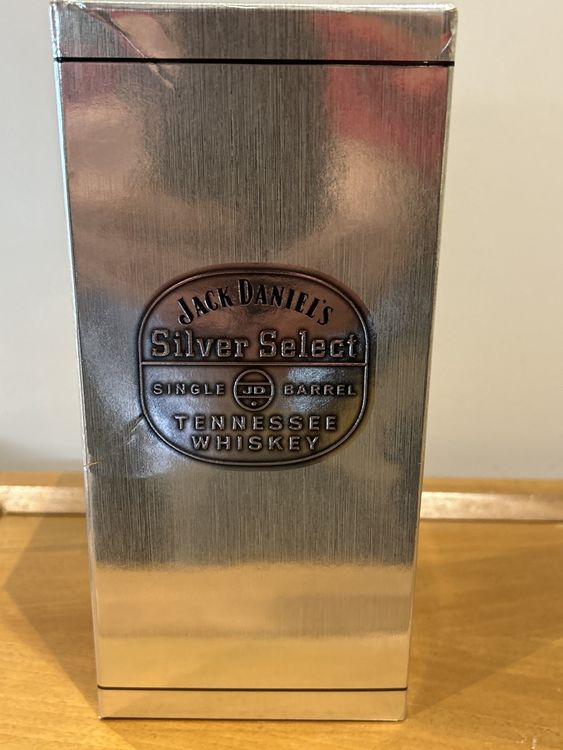 JACK DANIEL'S
Silver Select
SINGLE JD BARREL
TENNESSEE
WHISKEY